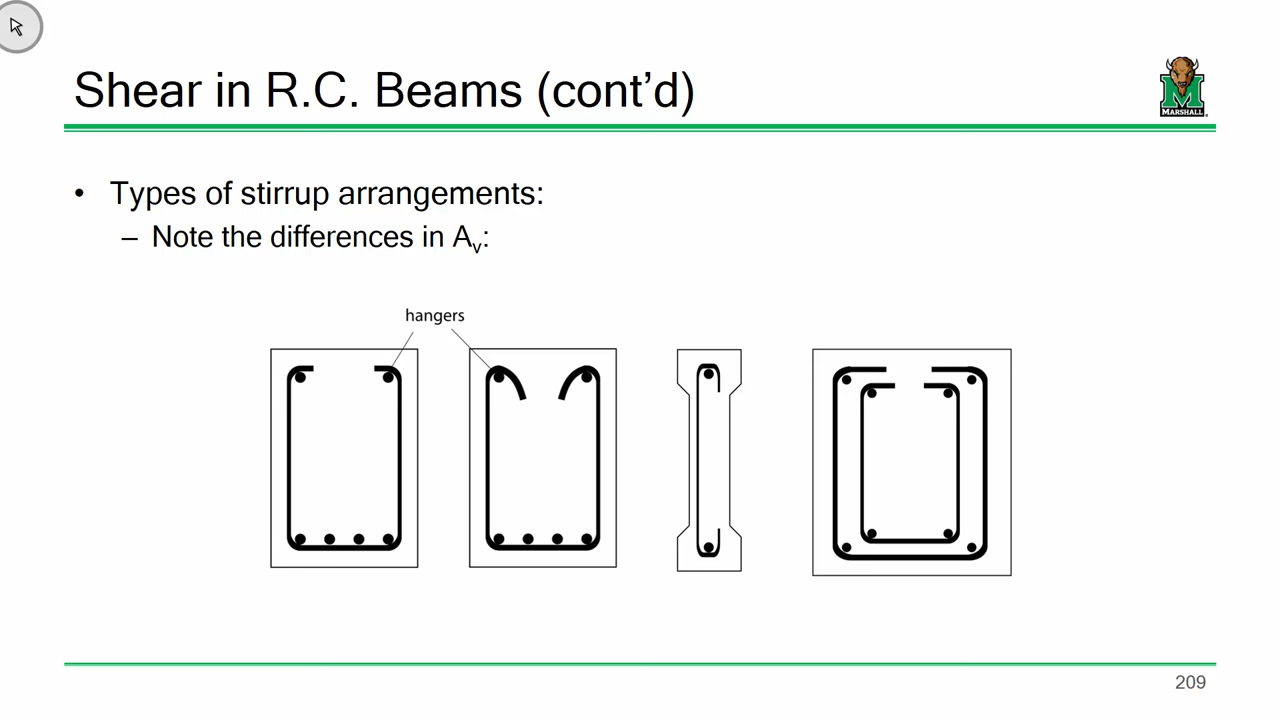 Shear in R.C. Beams (cont’d)
MARSHALL
• Types of stirrup arrangements:
– Note the differences in Av:
hangers
209